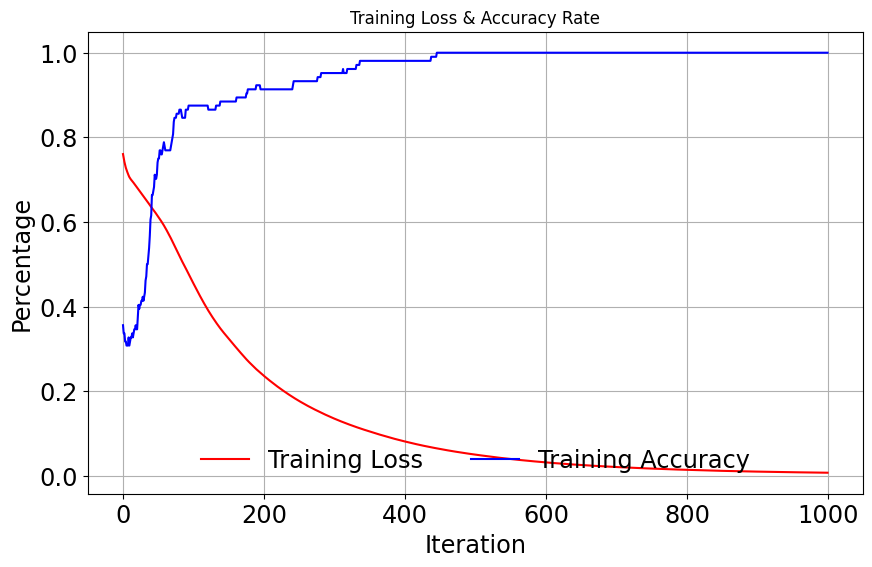 Training Loss & Accuracy Rate
1.0
0.8
0.6
0.4
0.2
0.0
Percentage
Training Loss
Training Accuracy
0 200 400 600 800 1000
Iteration